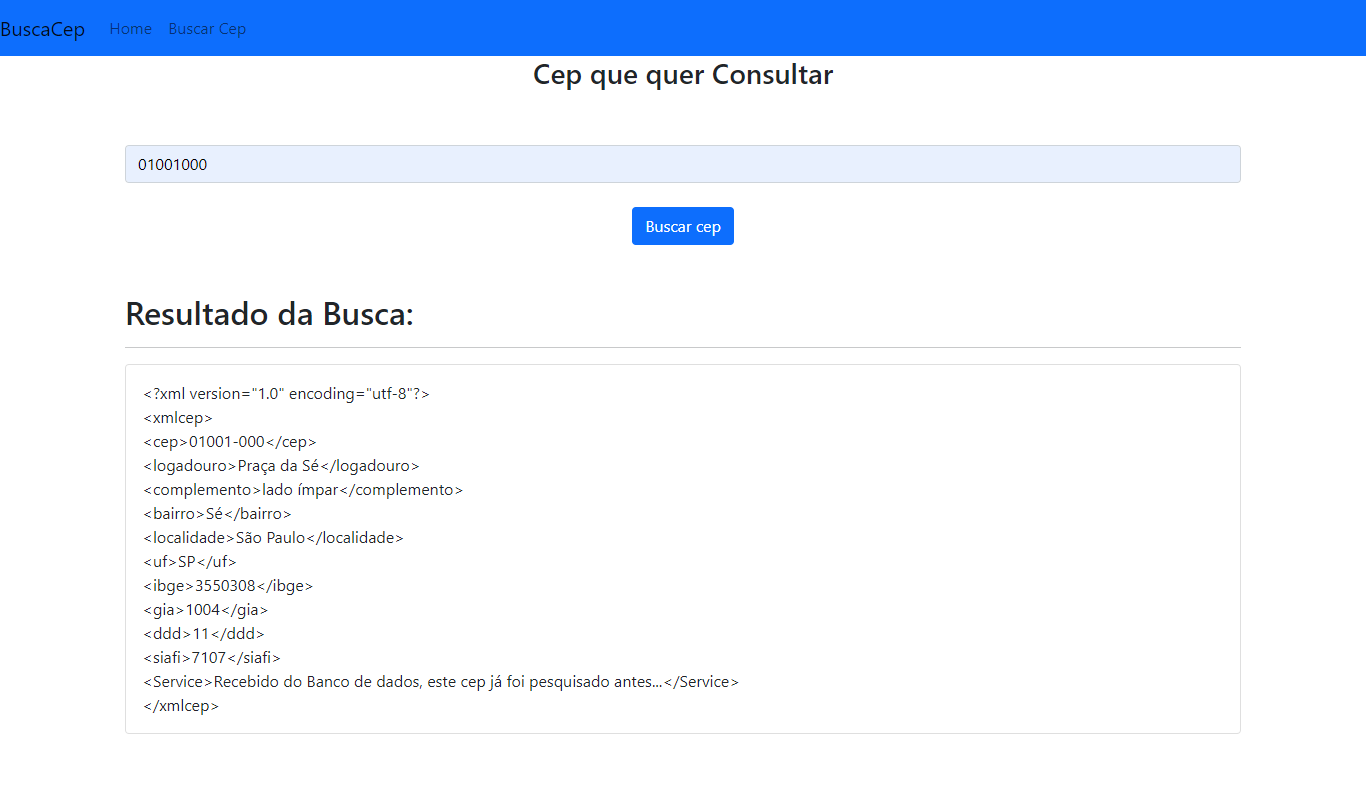 BuscaCep Home Buscar Cep
Cep que quer Consultar
01001000
Buscar cep
Resultado da Busca:
<?xml version="1.0" encoding="utf-8"?>
<xmlcep>
<cep>01001-000</cep>
<logadouro>Praça da Sé</logadouro>
<complemento>lado ímpar</complemento>
<bairro>Sé</bairro>
<localidade>São Paulo</localidade>
<uf>SP</uf>
<ibge>3550308</ibge>
<gia>1004</gia>
<ddd>11</ddd>
<siafi>7107</siafi>
<Service>Recebido do Banco de dados, este cep já foi pesquisado antes...</Service>
</xmlcep>